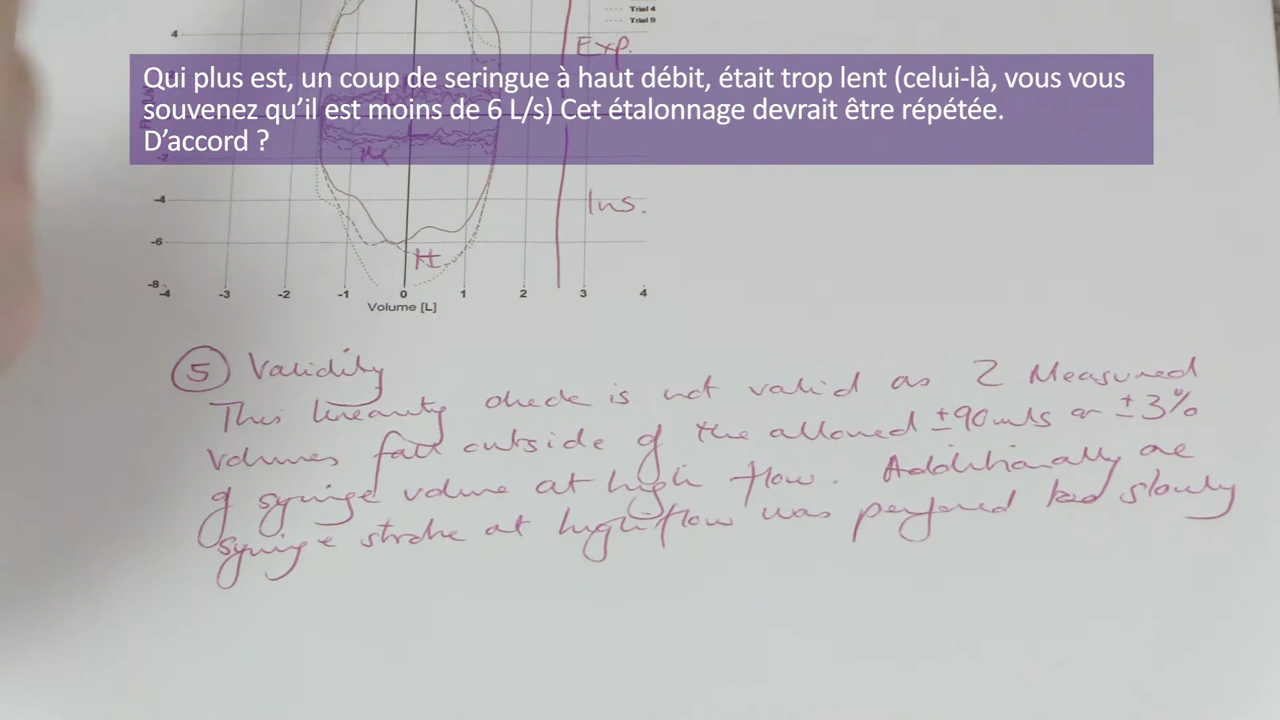 Trial 4
Trial 9
4
Exp.
Qui plus est, un coup de seringue à haut débit, était trop lent (celui-là, vous vous
souvenez qu'il est moins de 6 L/s) Cet étalonnage devrait être répétée.
D'accord ?
-2
M
-4
Ins.
-6
H
-8
-4 -3 -2 -1 0 1 2 3 4
Volume [L]
5 Validity
This linearity check is not valid as 2 Measured
volumes fall outside of the allowed ±90mls or ±3%
of syringe volume at high flow. Additionally one
syringe stroke at high flow was perfored too slowly